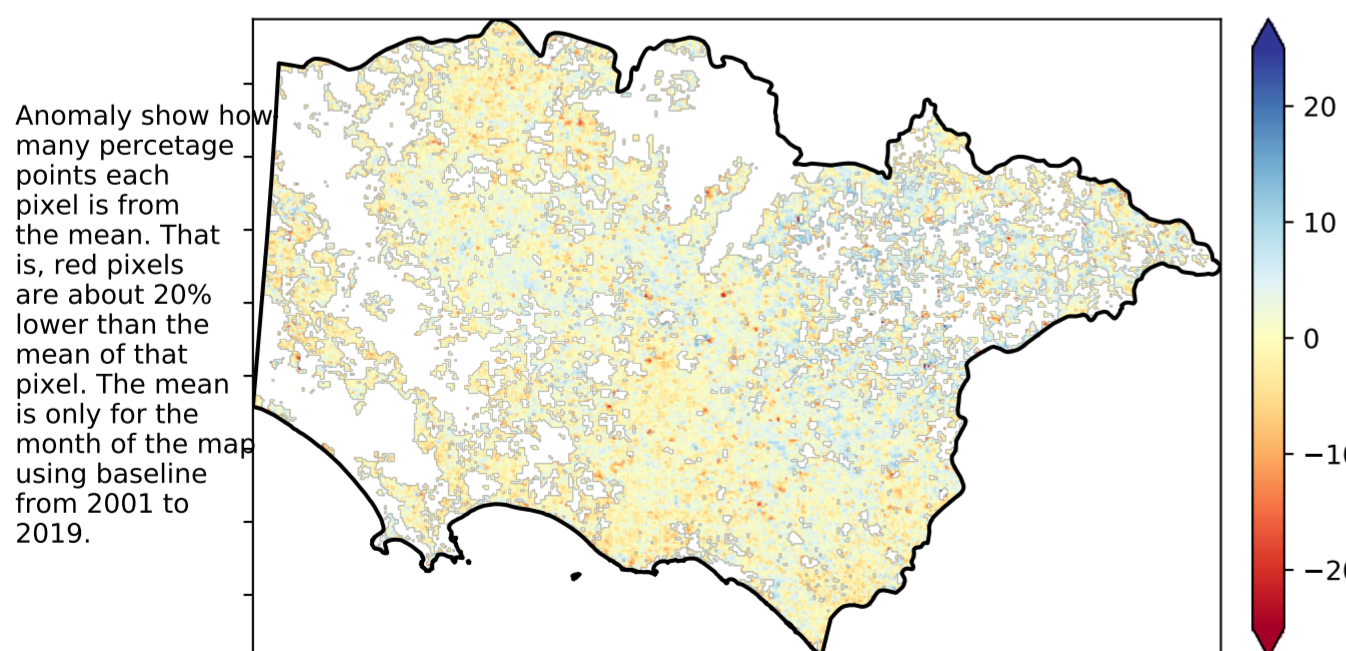 Anomaly show how
many percetage
points each
pixel is from
the mean. That
is, red pixels
are about 20%
lower than the
mean of that
pixel. The mean
is only for the
month of the map
using baseline
from 2001 to
2019.
20
10
0
−10
−20